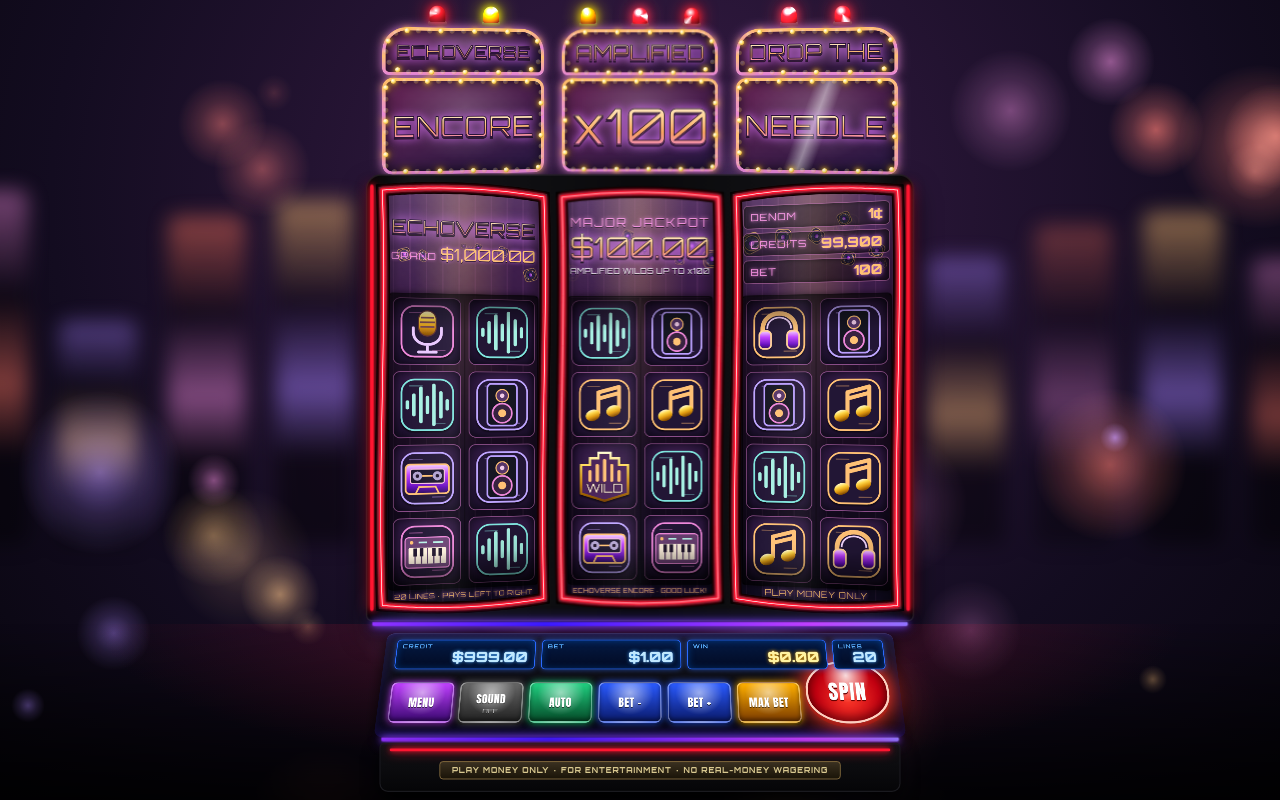 ECHOVERSE
AMPLIFIED
DROP THE
ENCORE
x100
NEEDLE
ECHOVERSE
GRAND $1,000.00
MAJOR JACKPOT
$100.00
AMPLIFIED WILDS UP TO x100
DENOM 1¢
CREDITS 99,900
BET 100
WILD
20 LINES · PAYS LEFT TO RIGHT
ECHOVERSE ENCORE · GOOD LUCK!
PLAY MONEY ONLY
CREDIT $999.00
BET $1.00
WIN $0.00
LINES 20
MENU
SOUND
AUTO
BET -
BET +
MAX BET
SPIN
PLAY MONEY ONLY · FOR ENTERTAINMENT · NO REAL-MONEY WAGERING